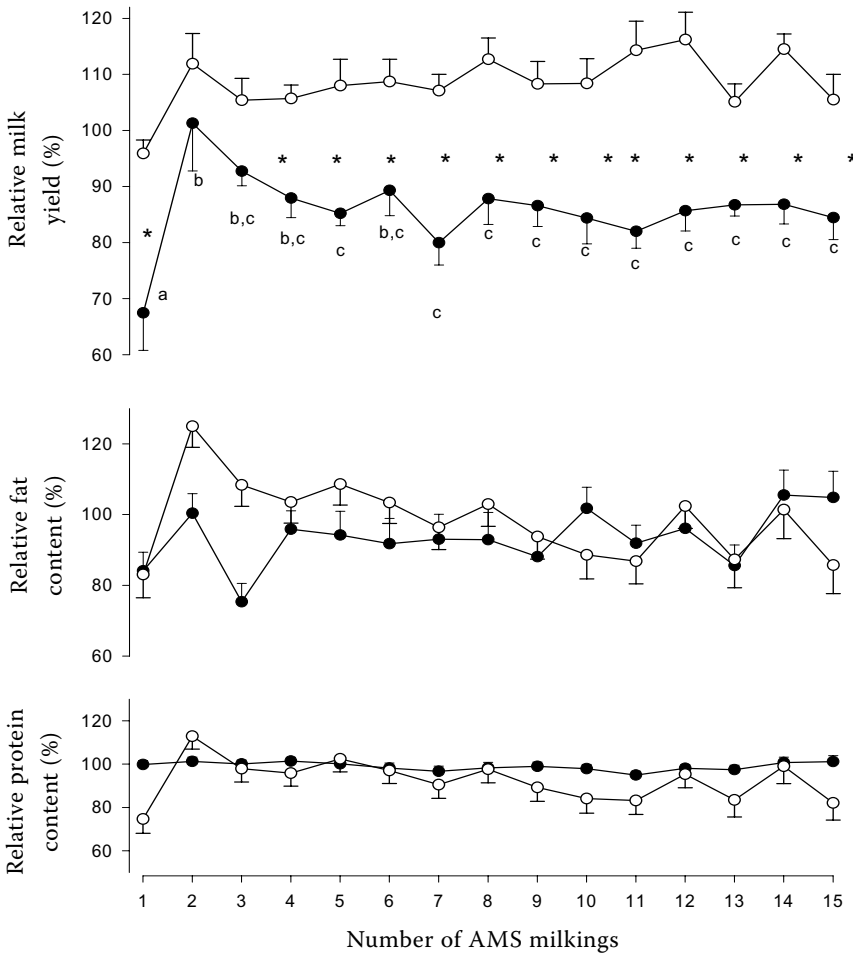 120
110
100
90
80
70
60
Relative milk
yield (%)
* * * * * * * * * * * * *
*
b
b,c
b,c
c
b,c
c
c
c
c
c
c
c
c
a
c
120
100
80
60
Relative fat
content (%)
120
100
80
60
Relative protein
content (%)
1 2 3 4 5 6 7 8 9 10 11 12 13 14 15
Number of AMS milkings